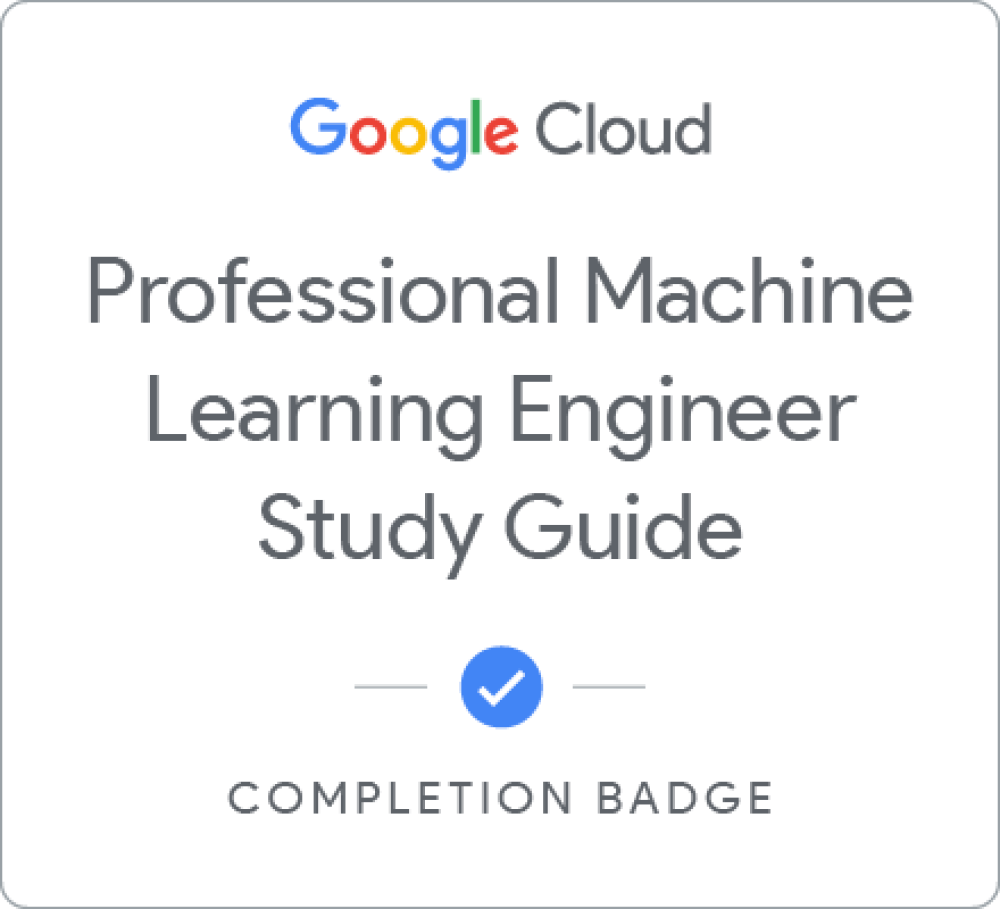 Google Cloud
Professional Machine
Learning Engineer
Study Guide
COMPLETION BADGE